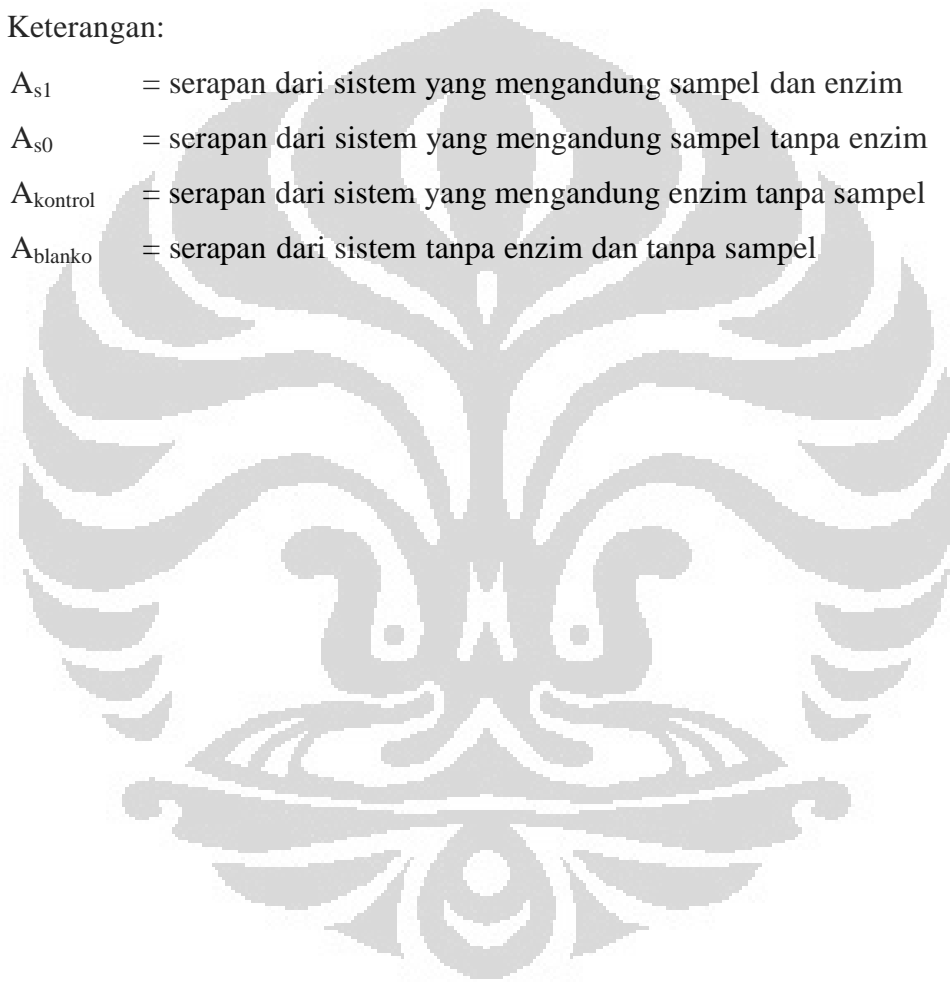 Keterangan:
As1 = serapan dari sistem yang mengandung sampel dan enzim
As0 = serapan dari sistem yang mengandung sampel tanpa enzim
Akontrol = serapan dari sistem yang mengandung enzim tanpa sampel
Ablanko = serapan dari sistem tanpa enzim dan tanpa sampel